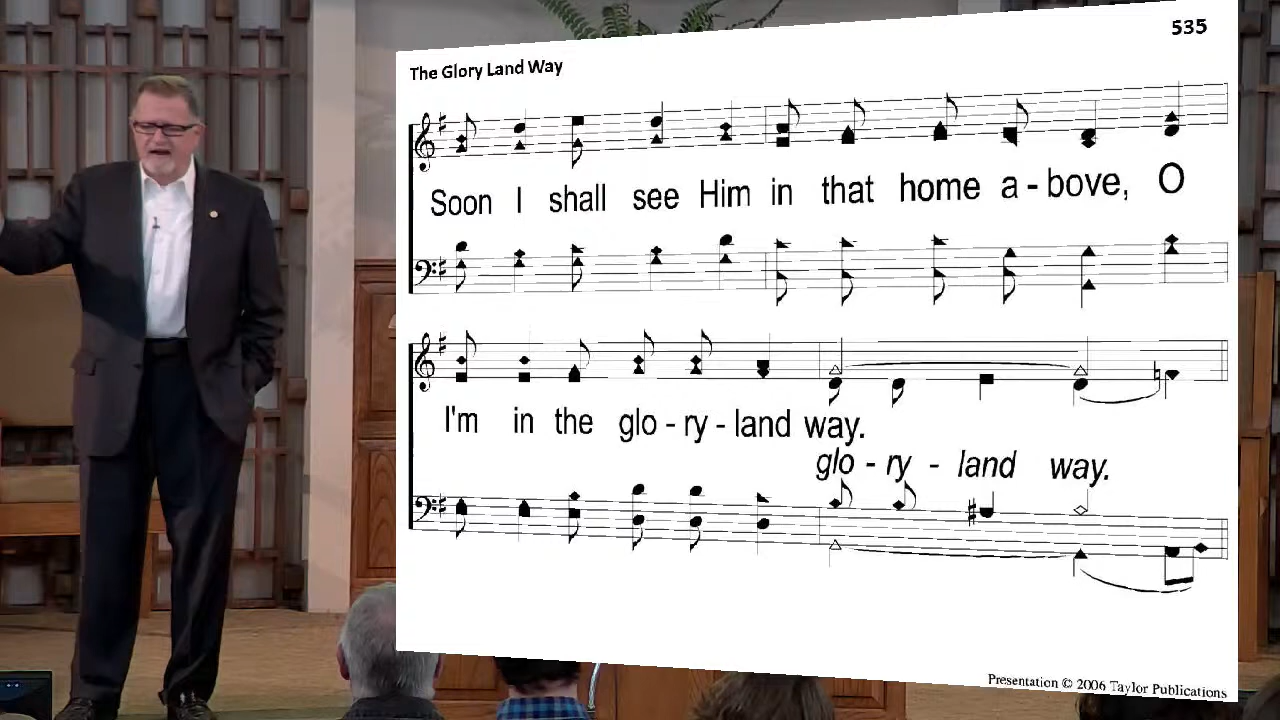 535
The Glory Land Way
Soon I shall see Him in that home a - bove, O
I'm in the glo - ry - land way.
glo - ry - land way.
Presentation © 2006 Taylor Publications